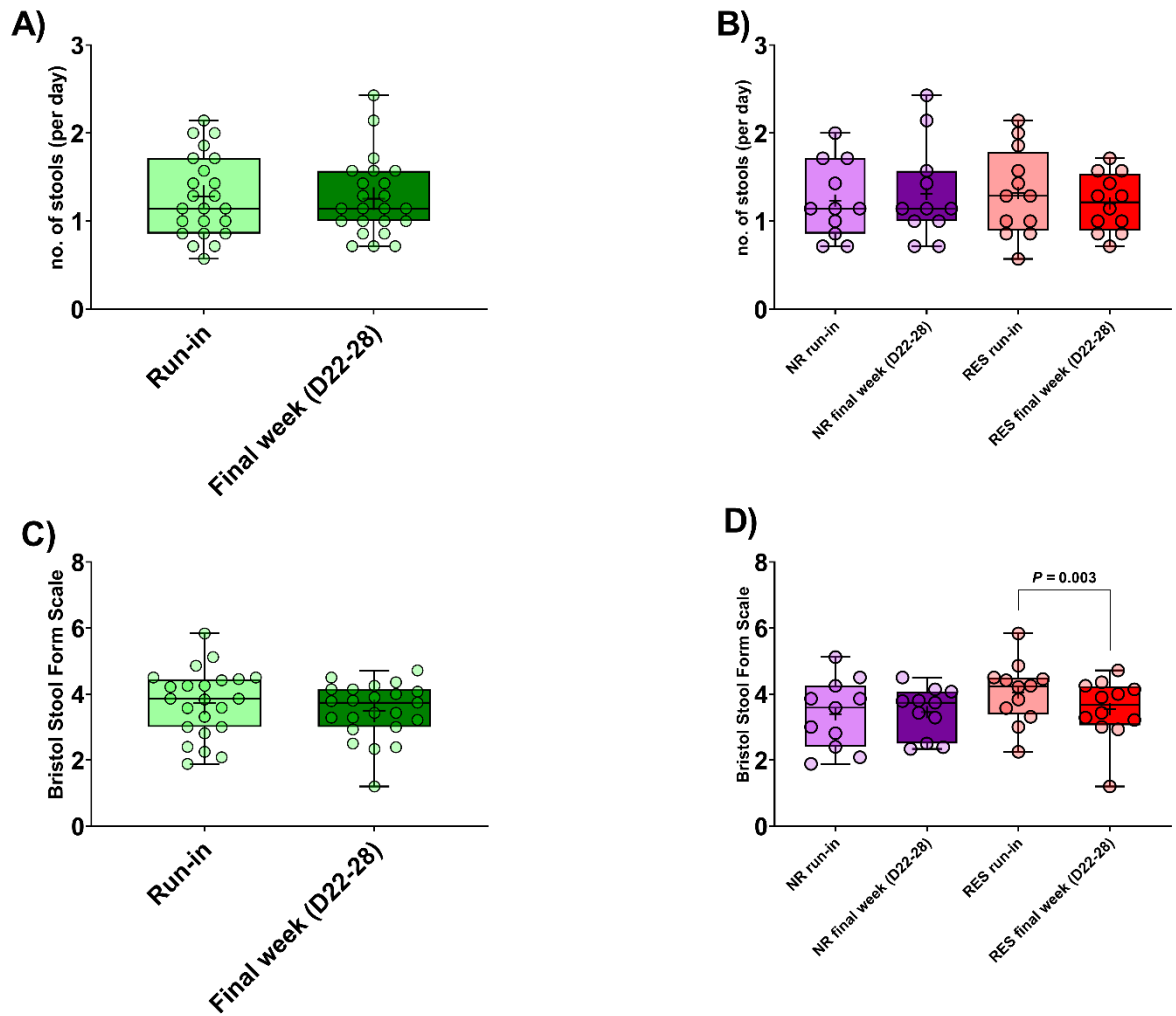 A)
no. of stools (per day)
3
2
1
0
Run-in
Final week (D22-28)
B)
no. of stools (per day)
3
2
1
0
NR run-in
NR final week (D22-28)
RES run-in
RES final week (D22-28)
C)
Bristol Stool Form Scale
8
6
4
2
0
Run-in
Final week (D22-28)
D)
Bristol Stool Form Scale
8
6
4
2
0
P = 0.003
NR run-in
NR final week (D22-28)
RES run-in
RES final week (D22-28)